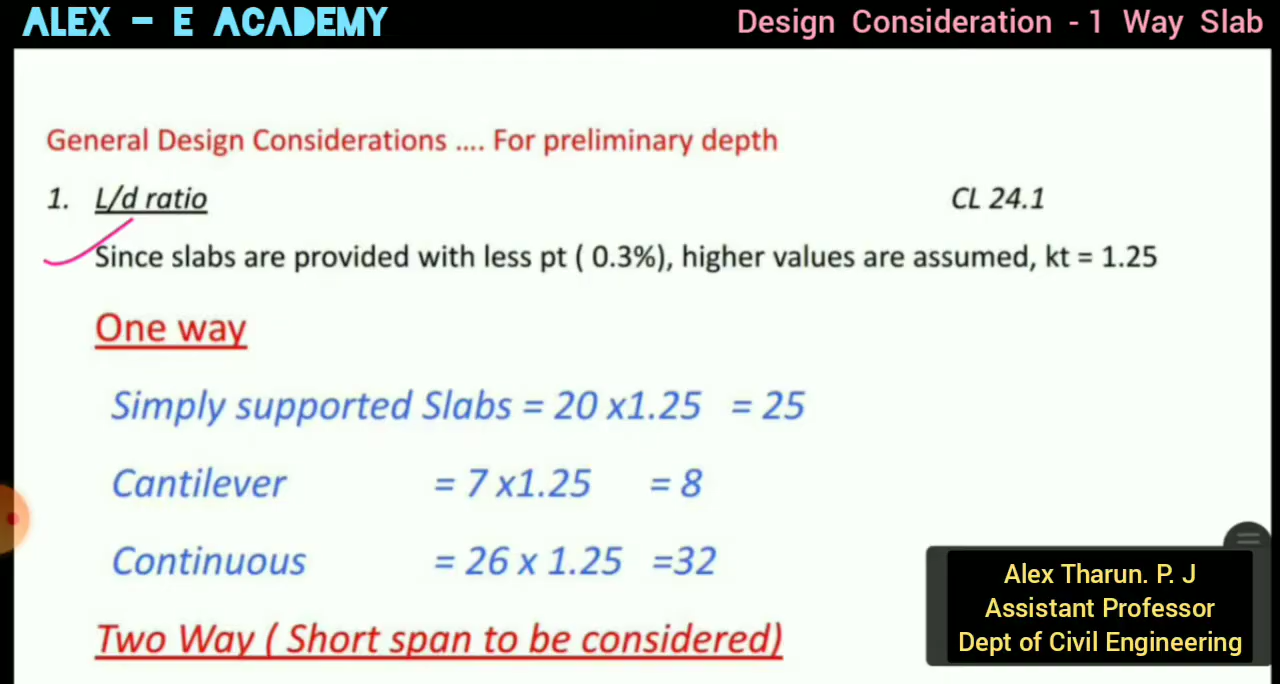 ALEX - E ACADEMY
Design Consideration - 1 Way Slab
General Design Considerations .... For preliminary depth
1. L/d ratio CL 24.1
Since slabs are provided with less pt ( 0.3%), higher values are assumed, kt = 1.25
One way
Simply supported Slabs = 20 x1.25 = 25
Cantilever = 7 x1.25 = 8
Continuous = 26 x 1.25 =32
Two Way ( Short span to be considered)
Alex Tharun. P. J
Assistant Professor
Dept of Civil Engineering